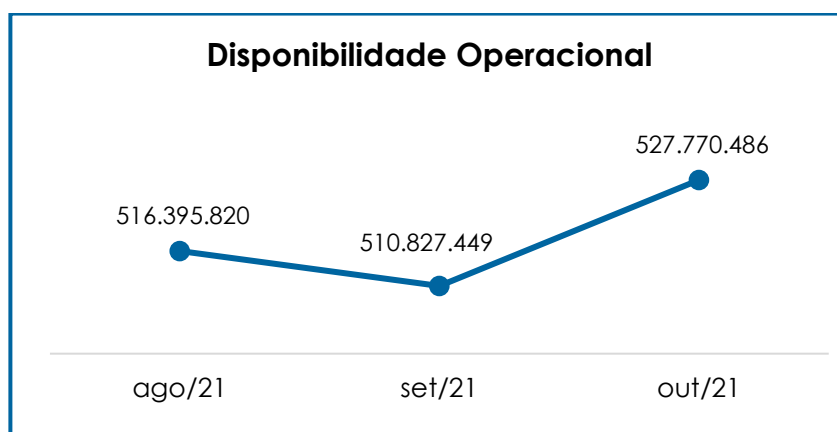 Disponibilidade Operacional
527.770.486
516.395.820
510.827.449
ago/21
set/21
out/21